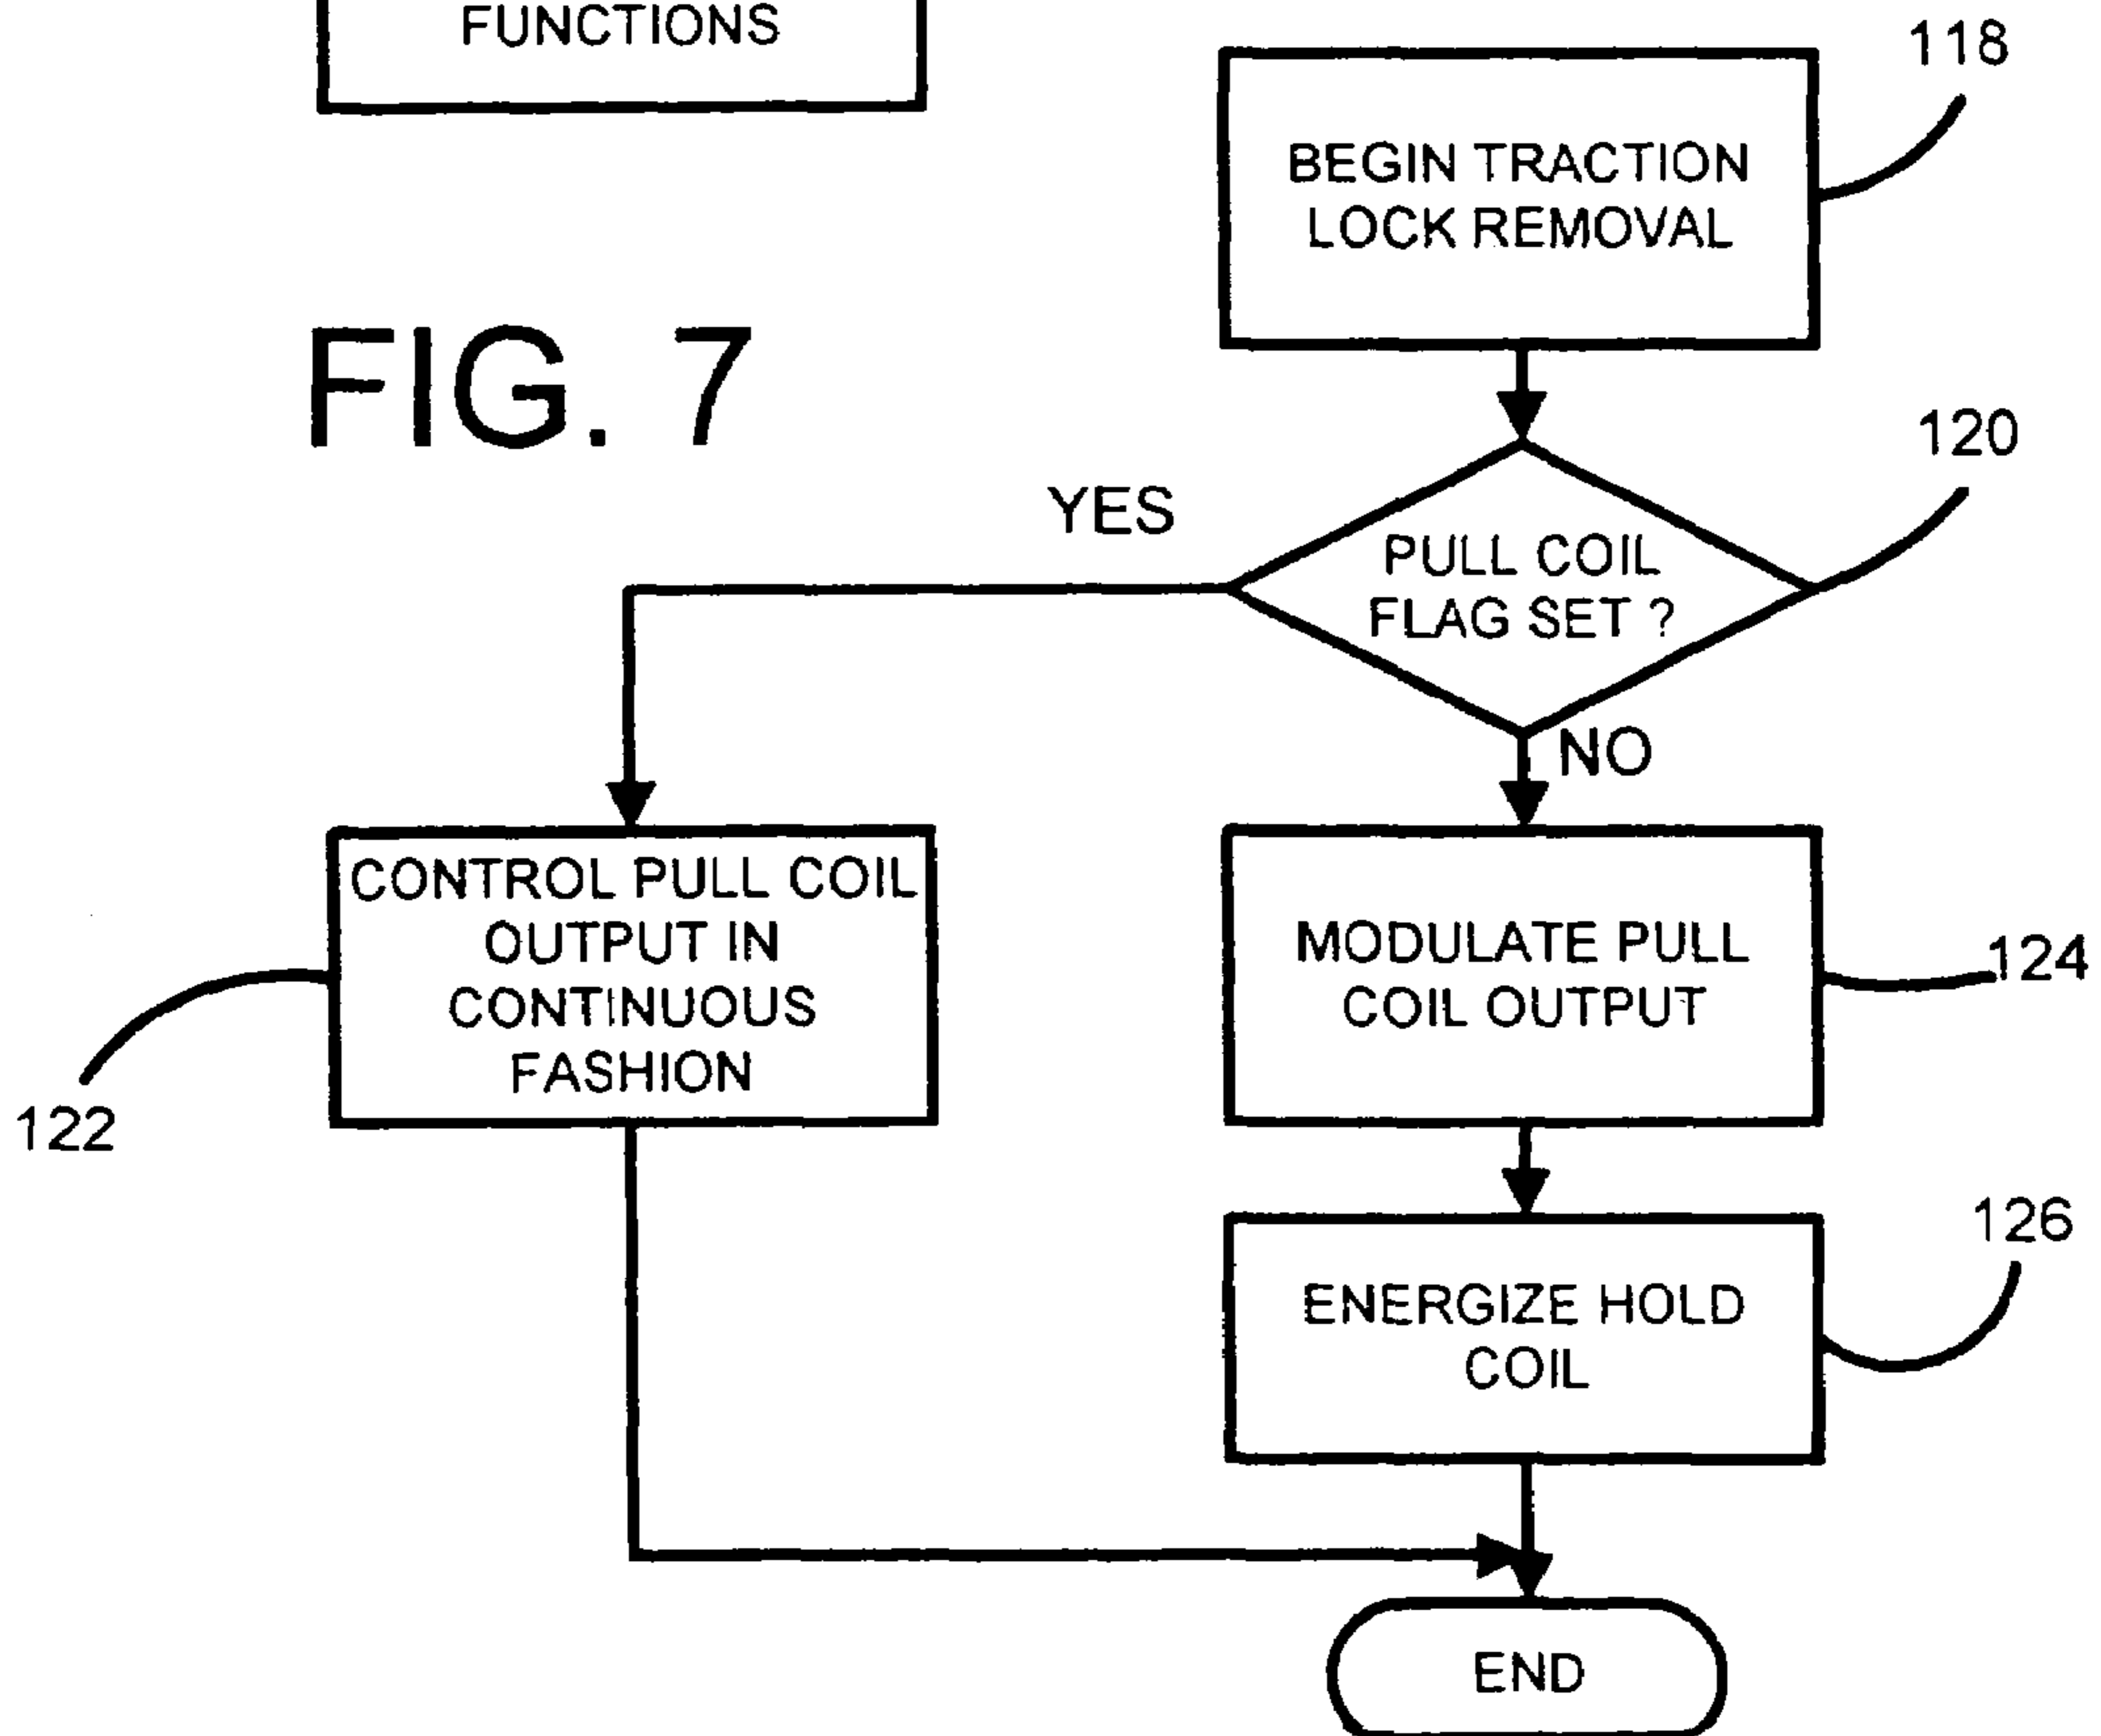 FUNCTIONS
118
BEGIN TRACTION
LOCK REMOVAL
FIG. 7
120
YES
PULL COIL
FLAG SET ?
NO
CONTROL PULL COIL
OUTPUT IN
CONTINUOUS
FASHION
122
MODULATE PULL
COIL OUTPUT
124
126
ENERGIZE HOLD
COIL
END